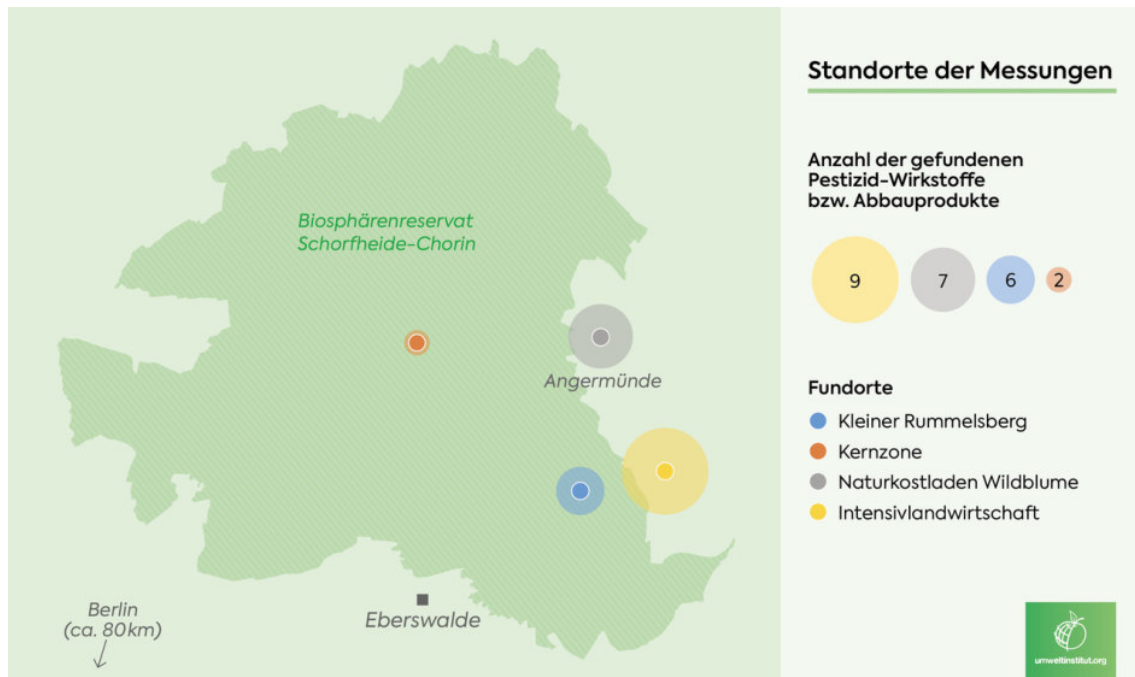 Biosphärenreservat
Schorfheide-Chorin
Angermünde
Eberswalde
Berlin
(ca. 80km)
Standorte der Messungen
Anzahl der gefundenen
Pestizid-Wirkstoffe
bzw. Abbauprodukte
9 7 6 2
Fundorte
Kleiner Rummelsberg
Kernzone
Naturkostladen Wildblume
Intensivlandwirtschaft
umweltinstitut.org